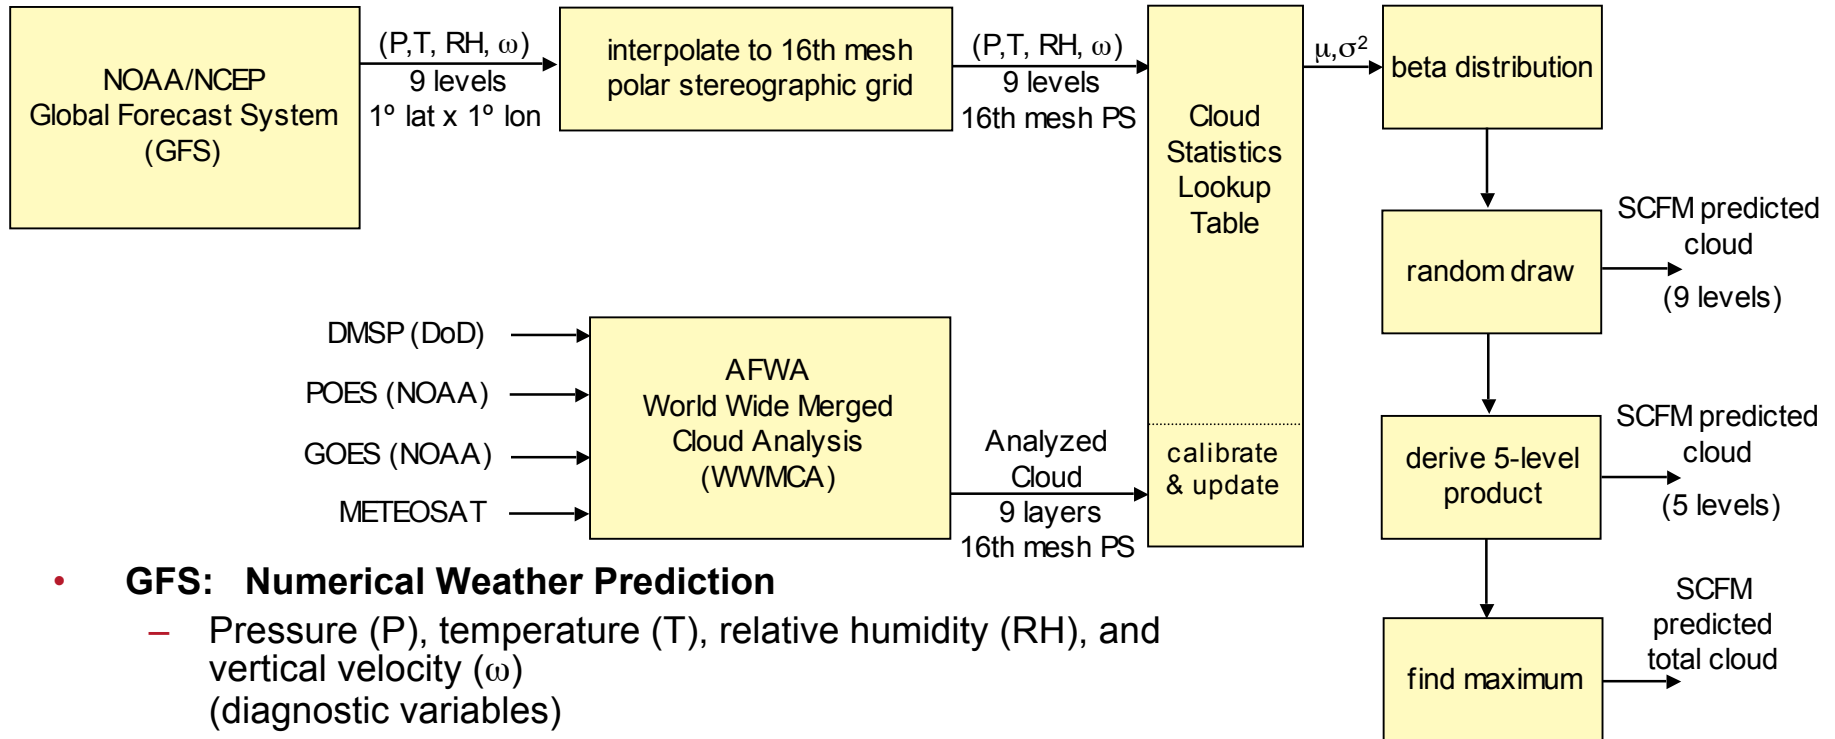 NOAA/NCEP
Global Forecast System
(GFS)
(P,T, RH, ω)
9 levels
1º lat x 1º lon
interpolate to 16th mesh
polar stereographic grid
(P,T, RH, ω)
9 levels
16th mesh PS
Cloud
Statistics
Lookup
Table
calibrate
& update
μ,σ²
beta distribution
random draw
SCFM predicted
cloud
(9 levels)
derive 5-level
product
SCFM predicted
cloud
(5 levels)
find maximum
SCFM
predicted
total cloud
DMSP (DoD)
POES (NOAA)
GOES (NOAA)
METEOSAT
AFWA
World Wide Merged
Cloud Analysis
(WWMCA)
Analyzed
Cloud
9 layers
16th mesh PS
• GFS: Numerical Weather Prediction
– Pressure (P), temperature (T), relative humidity (RH), and
vertical velocity (ω)
(diagnostic variables)